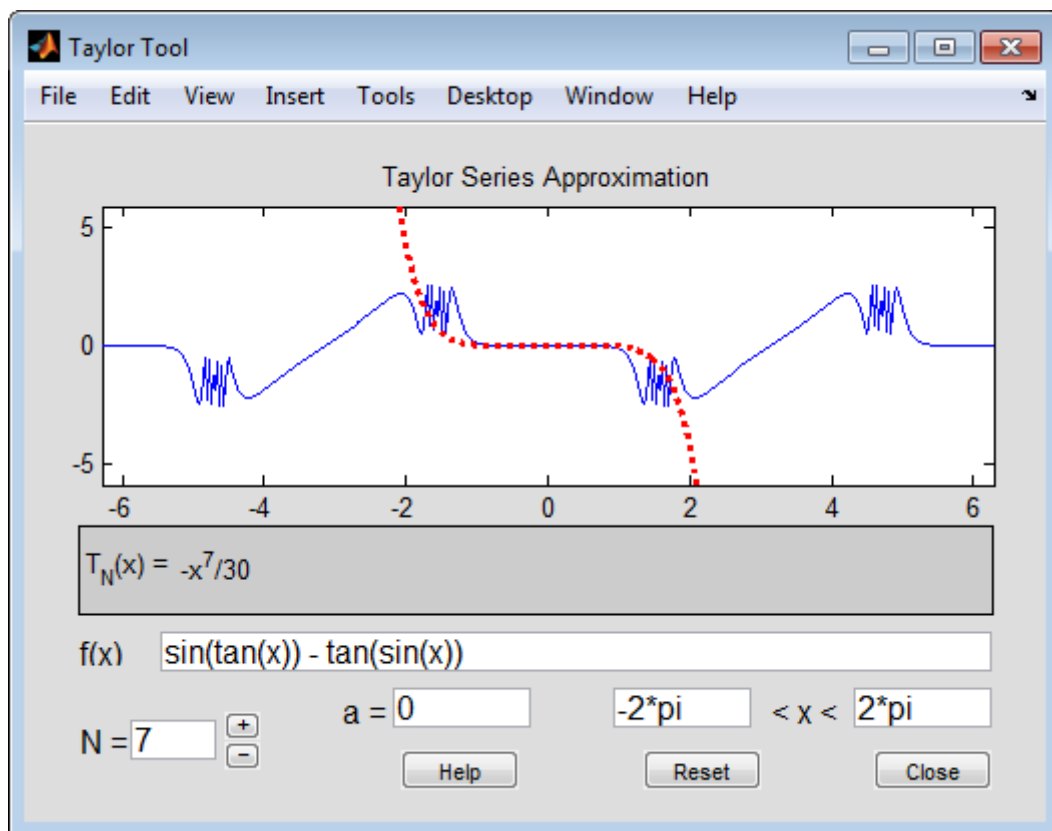 Taylor Tool
File Edit View Insert Tools Desktop Window Help
Taylor Series Approximation
5
0
-5
-6 -4 -2 0 2 4 6
T_N(x) = -x^7/30
f(x) sin(tan(x)) - tan(sin(x))
N = 7 + − a = 0 -2*pi < x < 2*pi
Help Reset Close